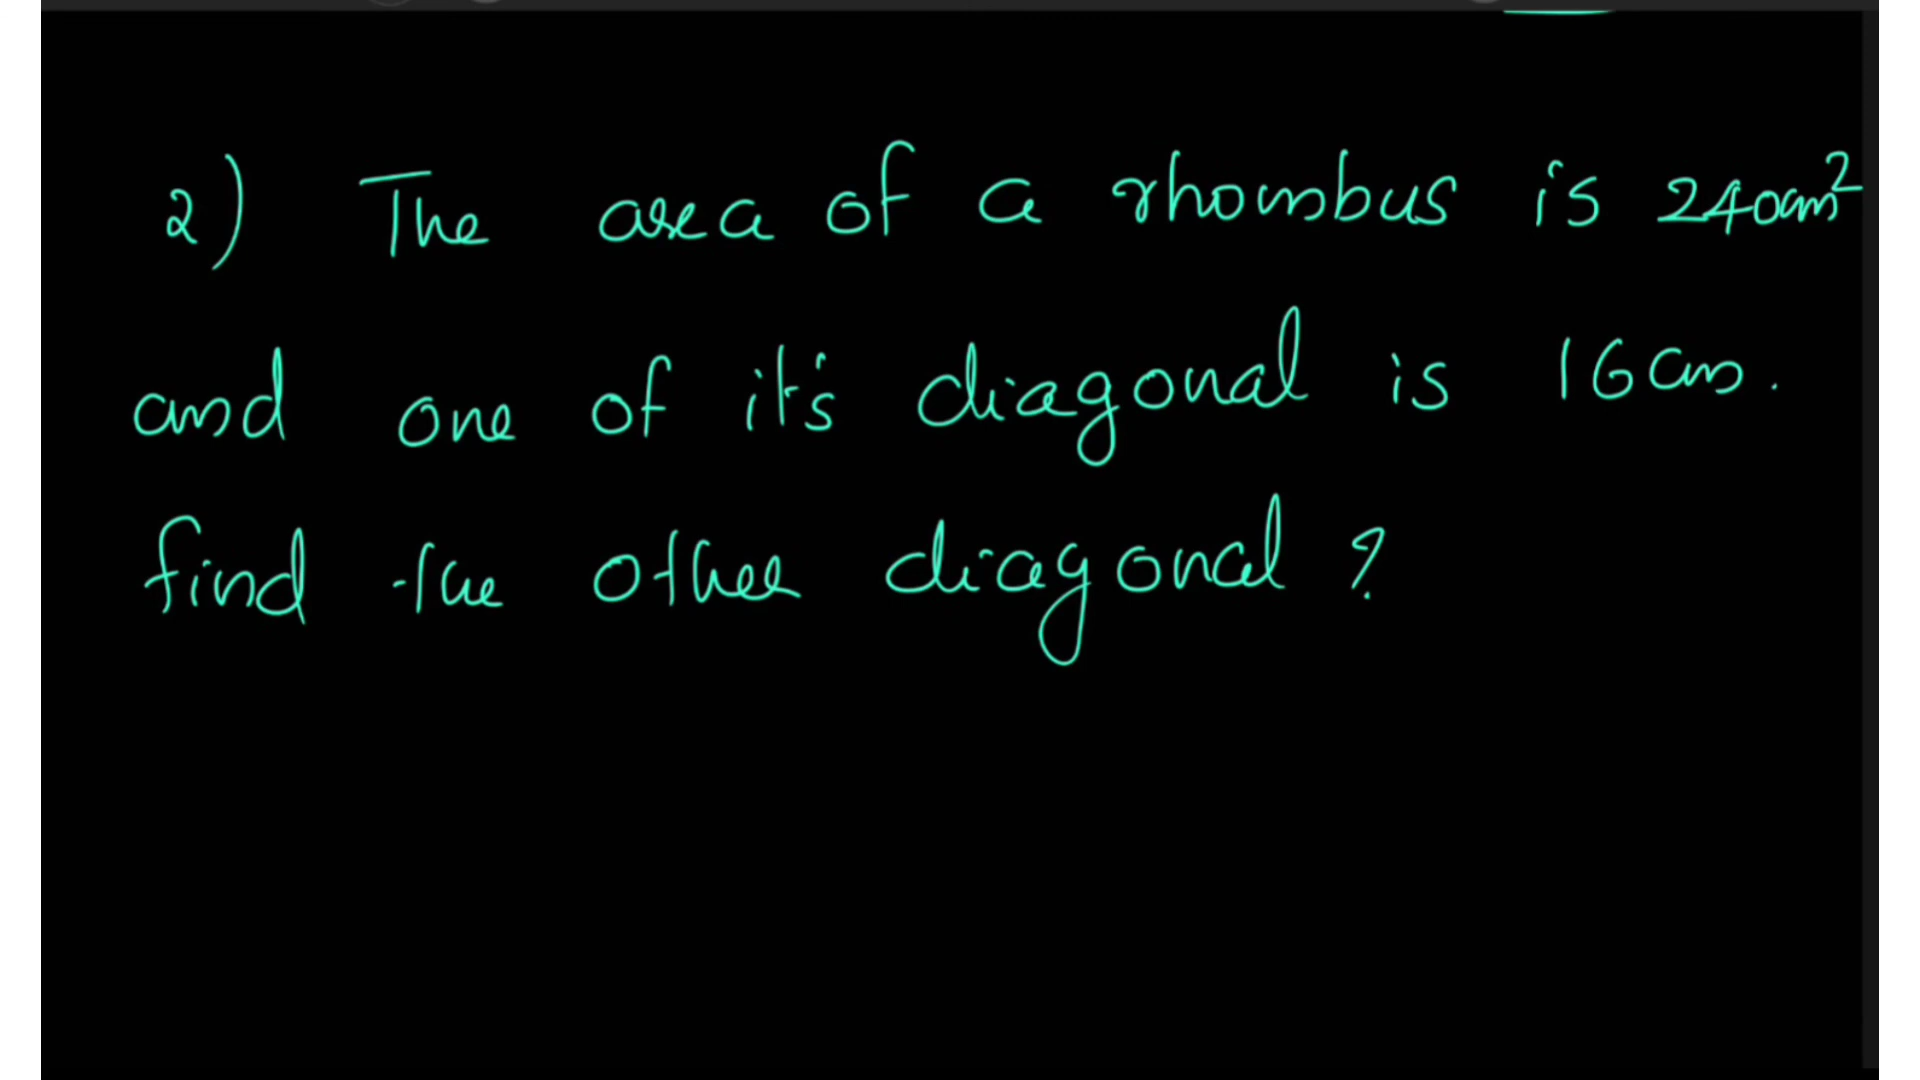 2) The area of a rhombus is 240cm²
and one of it's diagonal is 16cm.
find the other diagonal?